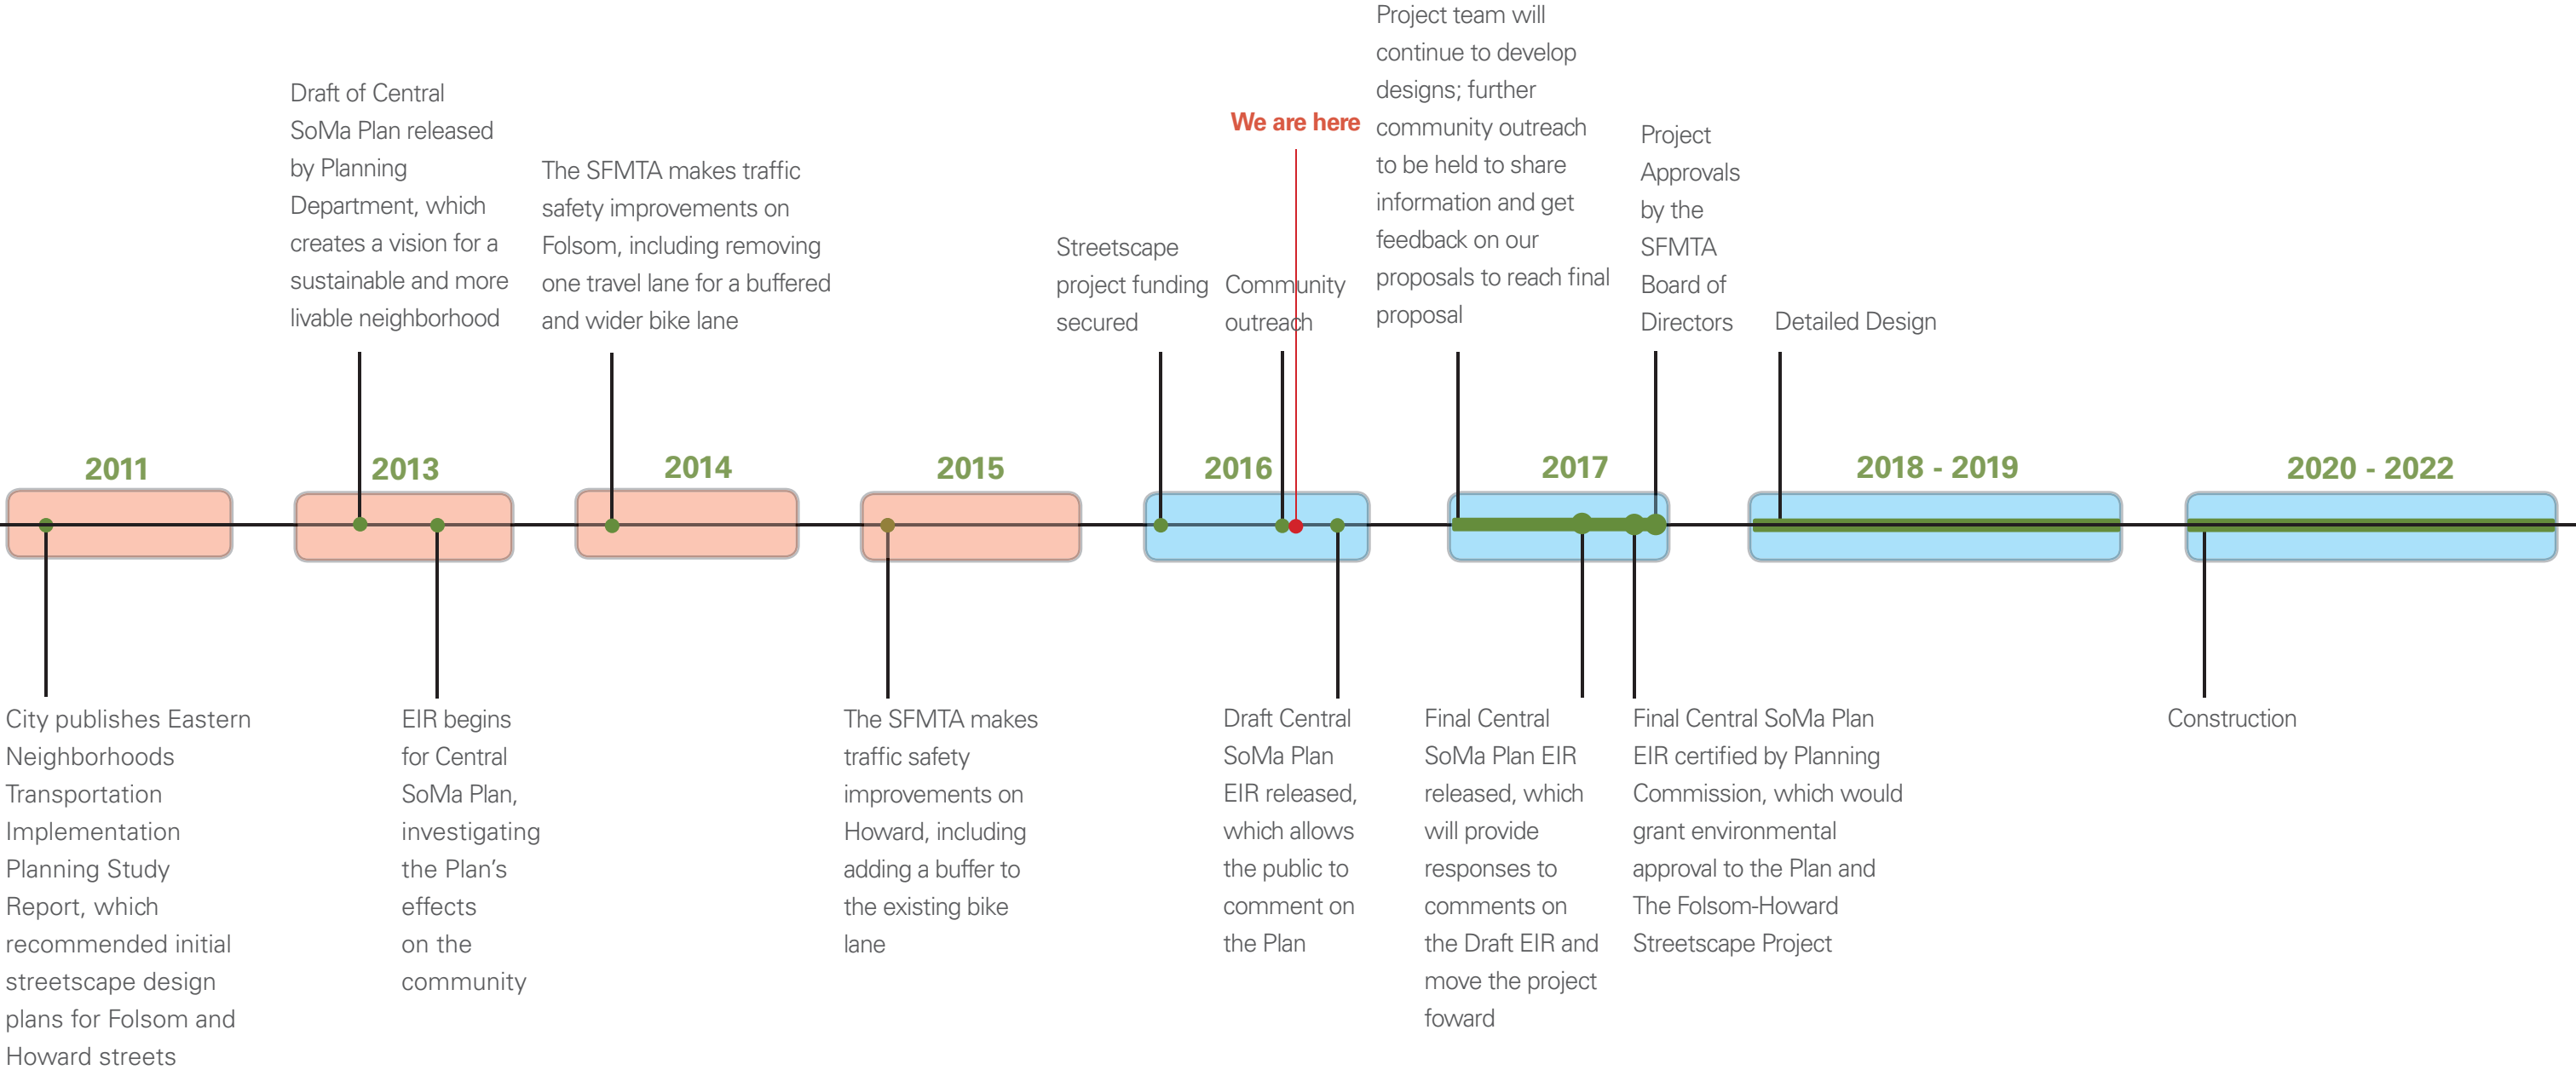 Draft of Central
SoMa Plan released
by Planning
Department, which
creates a vision for a
sustainable and more
livable neighborhood
The SFMTA makes traffic
safety improvements on
Folsom, including removing
one travel lane for a buffered
and wider bike lane
Streetscape
project funding
secured
Community
outreach
We are here
Project team will
continue to develop
designs; further
community outreach
to be held to share
information and get
feedback on our
proposals to reach final
proposal
Project
Approvals
by the
SFMTA
Board of
Directors
Detailed Design
2011
2013
2014
2015
2016
2017
2018 - 2019
2020 - 2022
City publishes Eastern
Neighborhoods
Transportation
Implementation
Planning Study
Report, which
recommended initial
streetscape design
plans for Folsom and
Howard streets
EIR begins
for Central
SoMa Plan,
investigating
the Plan’s
effects
on the
community
The SFMTA makes
traffic safety
improvements on
Howard, including
adding a buffer to
the existing bike
lane
Draft Central
SoMa Plan
EIR released,
which allows
the public to
comment on
the Plan
Final Central
SoMa Plan EIR
released, which
will provide
responses to
comments on
the Draft EIR and
move the project
foward
Final Central SoMa Plan
EIR certified by Planning
Commission, which would
grant environmental
approval to the Plan and
The Folsom-Howard
Streetscape Project
Construction